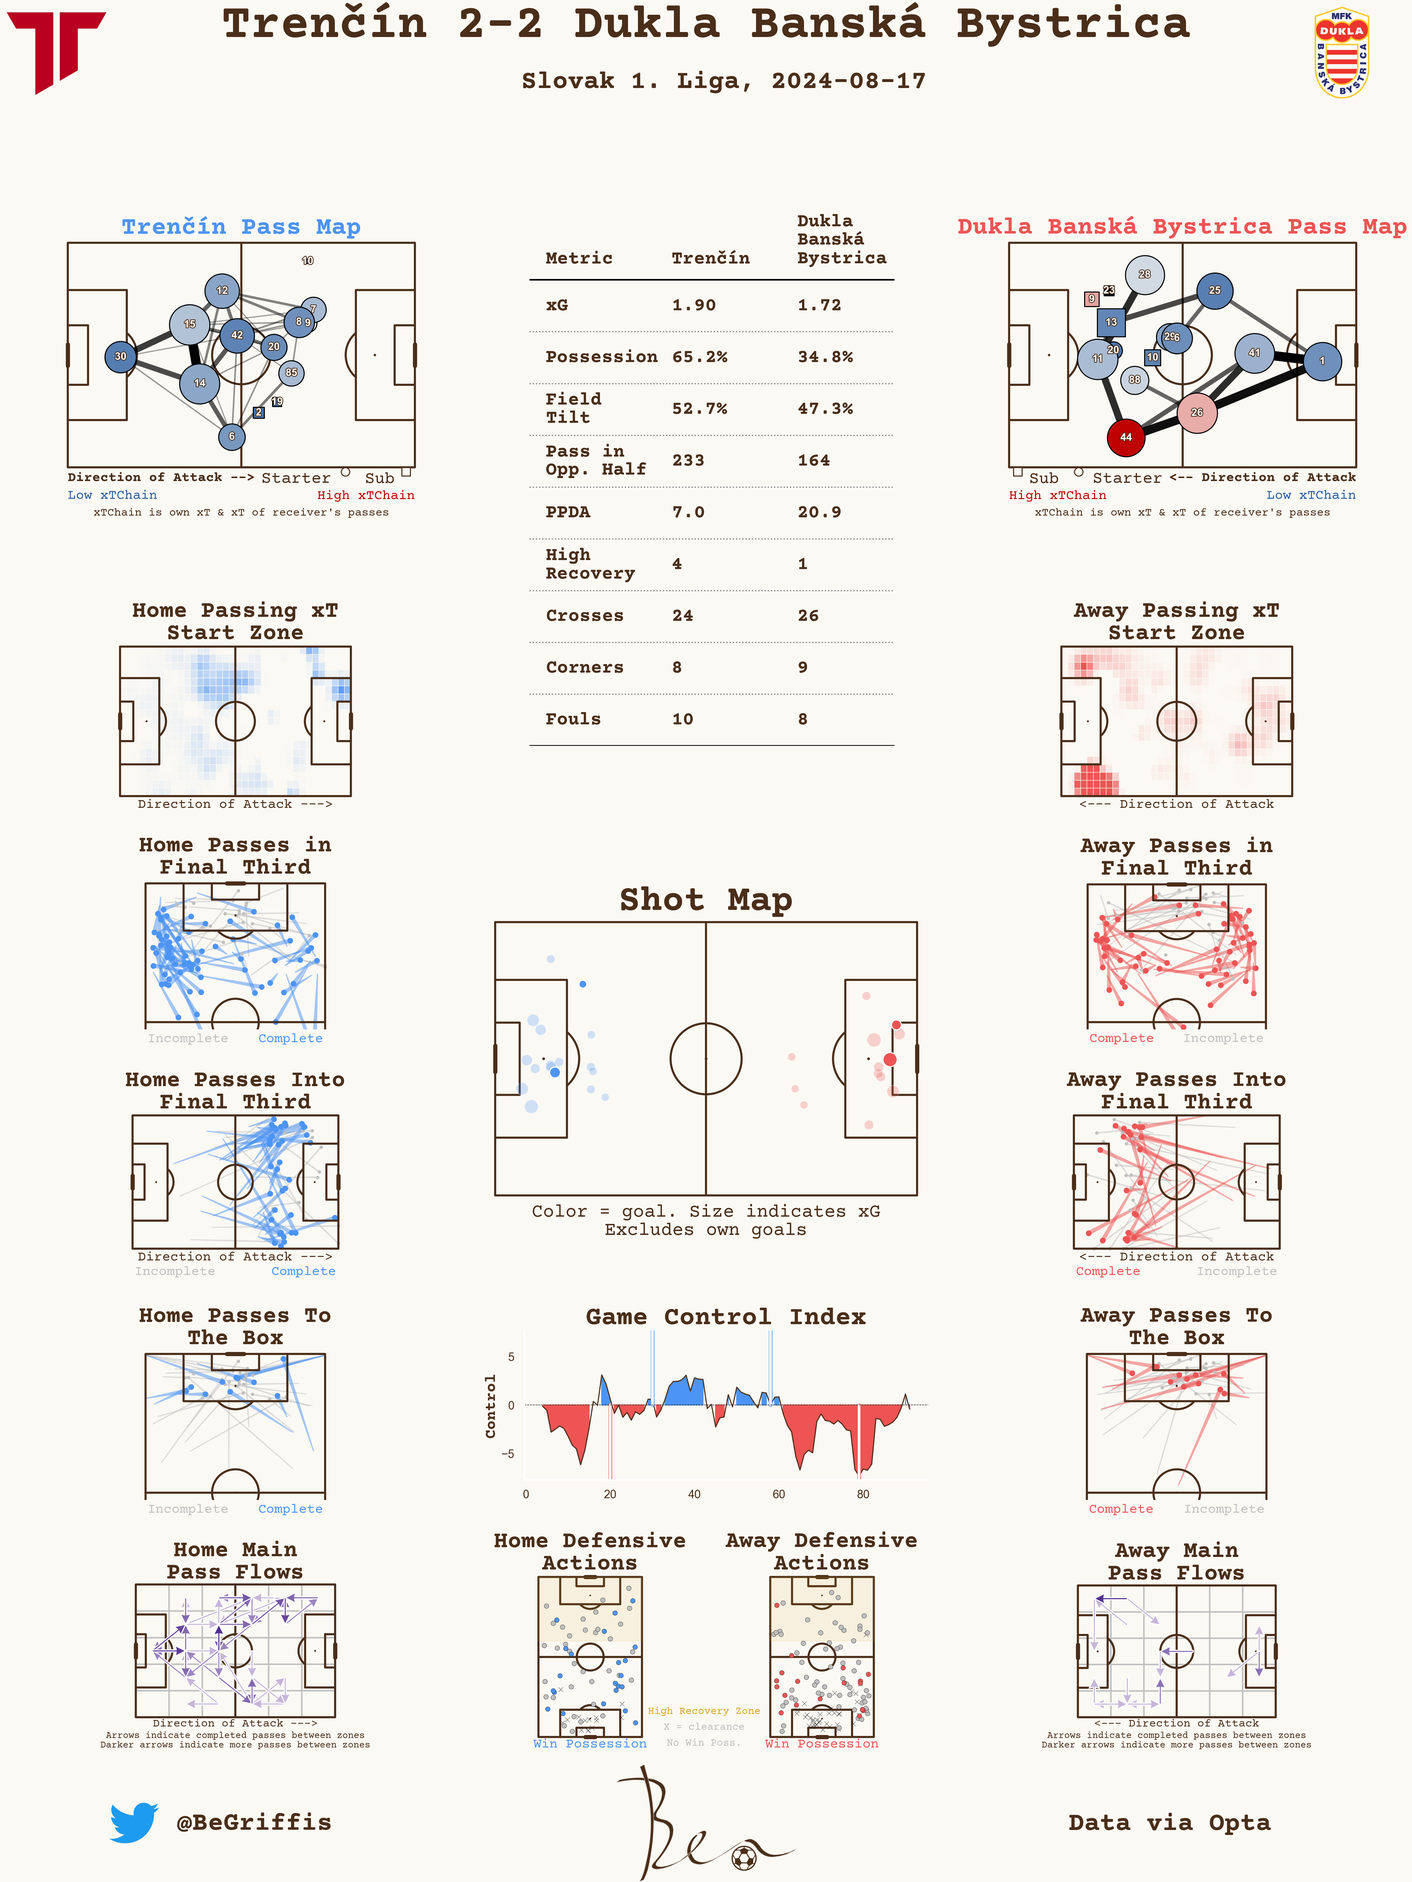 Trenčín 2-2 Dukla Banská Bystrica
Slovak 1. Liga, 2024-08-17
MFK
DUKLA
BANSKÁ BYSTRICA
Trenčín Pass Map
10
12
7
15
8
9
42
20
30
85
14
19
2
6
Direction of Attack --> Starter Sub
Low xTChain High xTChain
xTChain is own xT & xT of receiver's passes
Metric Trenčín Dukla
Banská
Bystrica
xG 1.90 1.72
Possession 65.2% 34.8%
Field
Tilt 52.7% 47.3%
Pass in
Opp. Half 233 164
PPDA 7.0 20.9
High
Recovery 4 1
Crosses 24 26
Corners 8 9
Fouls 10 8
Dukla Banská Bystrica Pass Map
28
23
9
25
13
29
6
20
11
10
41
1
88
26
44
Sub Starter <-- Direction of Attack
High xTChain Low xTChain
xTChain is own xT & xT of receiver's passes
Home Passing xT
Start Zone
Direction of Attack --->
Away Passing xT
Start Zone
<--- Direction of Attack
Home Passes in
Final Third
Incomplete Complete
Away Passes in
Final Third
Complete Incomplete
Shot Map
Color = goal. Size indicates xG
Excludes own goals
Home Passes Into
Final Third
Direction of Attack --->
Incomplete Complete
Away Passes Into
Final Third
<--- Direction of Attack
Complete Incomplete
Home Passes To
The Box
Incomplete Complete
Game Control Index
Control
5
0
−5
0 20 40 60 80
Away Passes To
The Box
Complete Incomplete
Home Main
Pass Flows
Direction of Attack --->
Arrows indicate completed passes between zones
Darker arrows indicate more passes between zones
Home Defensive
Actions
Win Possession
High Recovery Zone
X = clearance
No Win Poss.
Away Defensive
Actions
Win Possession
Away Main
Pass Flows
<--- Direction of Attack
Arrows indicate completed passes between zones
Darker arrows indicate more passes between zones
@BeGriffis
Ben
Data via Opta